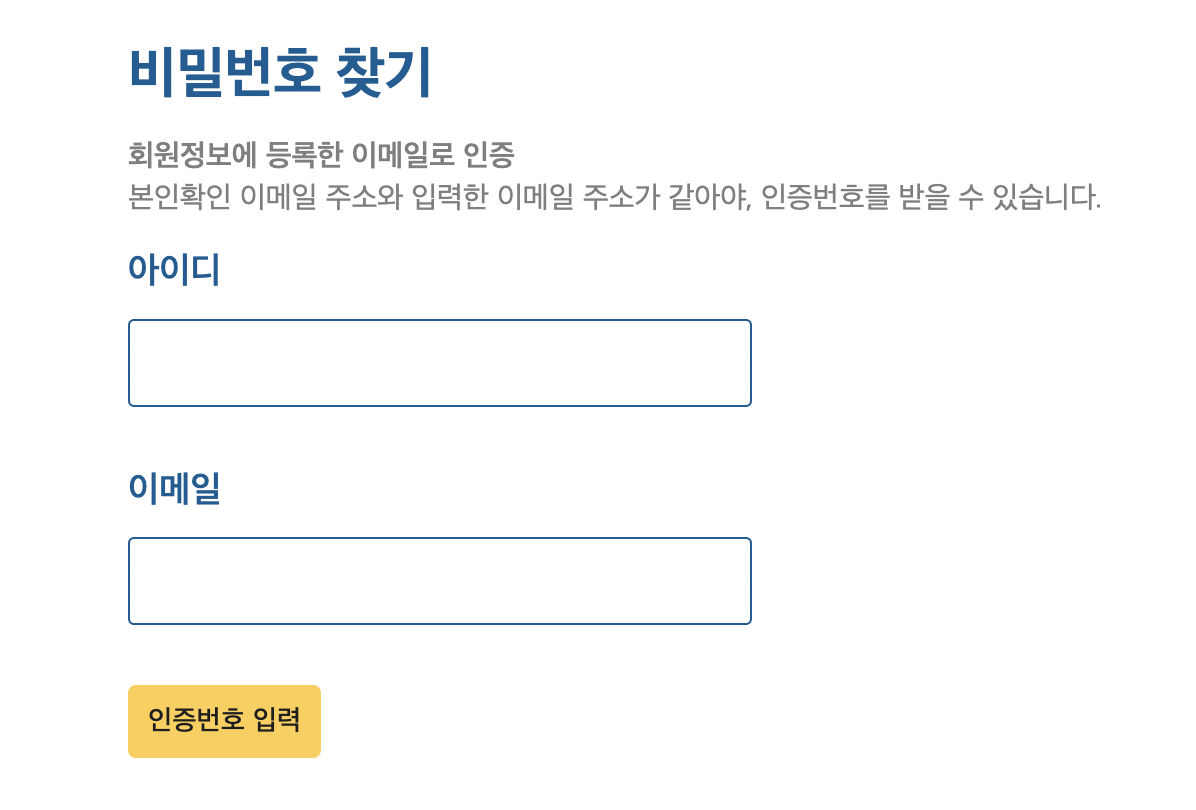 비밀번호 찾기
회원정보에 등록한 이메일로 인증
본인확인 이메일 주소와 입력한 이메일 주소가 같아야, 인증번호를 받을 수 있습니다.
아이디
이메일
인증번호 입력